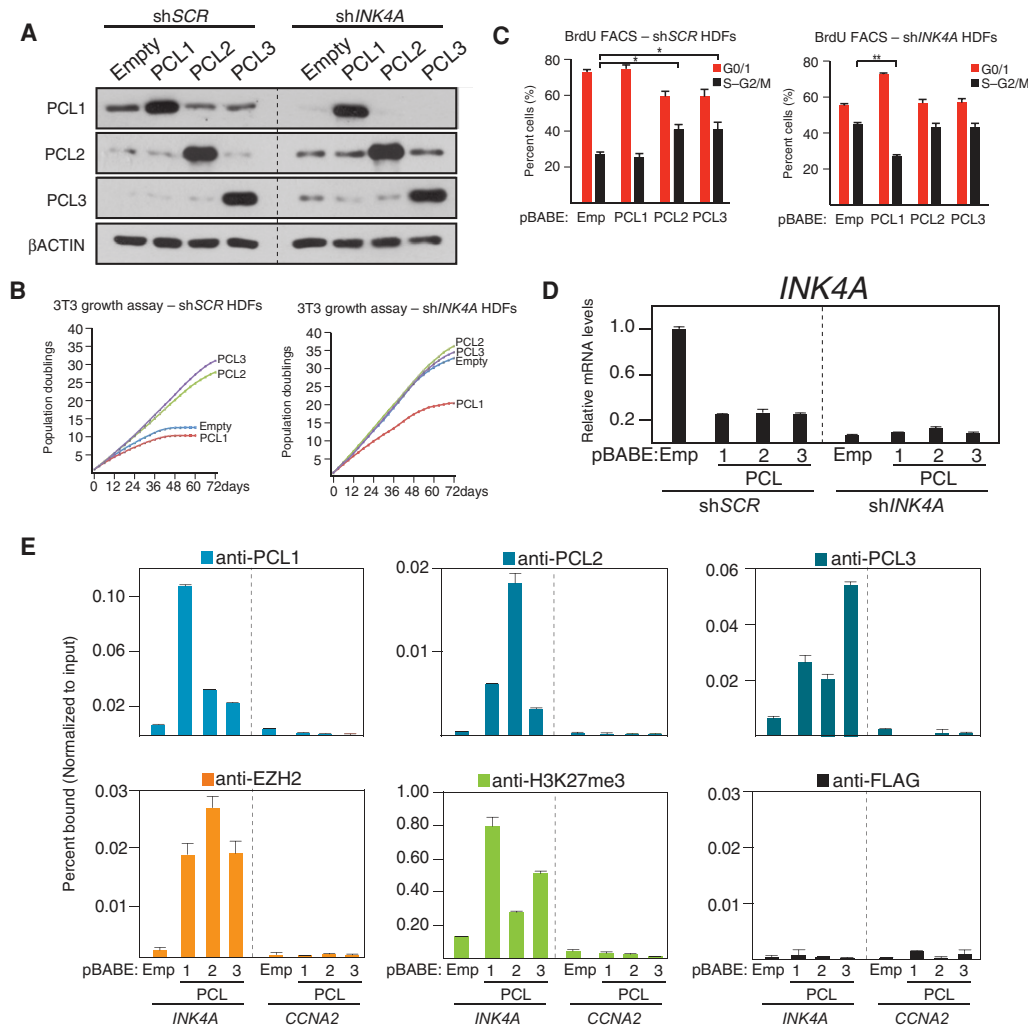 A
shSCR
shINK4A
Empty PCL1 PCL2 PCL3 Empty PCL1 PCL2 PCL3
PCL1
PCL2
PCL3
βACTIN
B
3T3 growth assay – shSCR HDFs
Population doublings
40
35
30
25
20
15
10
5
PCL3
PCL2
Empty
PCL1
0 12 24 36 48 60 72days
3T3 growth assay – shINK4A HDFs
Population doublings
40
35
30
25
20
15
10
5
PCL2
PCL3
Empty
PCL1
0 12 24 36 48 60 72days
C
BrdU FACS – shSCR HDFs
Percent cells (%)
80
60
40
20
0
*
*
G0/1
S–G2/M
pBABE: Emp PCL1 PCL2 PCL3
BrdU FACS – shINK4A HDFs
Percent cells (%)
80
60
40
20
0
**
G0/1
S–G2/M
pBABE: Emp PCL1 PCL2 PCL3
D
INK4A
Relative mRNA levels
1.0
0.6
0.2
pBABE:Emp 1 2 3 Emp 1 2 3
PCL PCL
shSCR shINK4A
E
Percent bound (Normalized to input)
anti-PCL1
0.10
0.06
0.02
anti-PCL2
0.02
0.01
anti-PCL3
0.06
0.04
0.02
anti-EZH2
0.03
0.02
0.01
anti-H3K27me3
1.00
0.80
0.60
0.40
0.20
anti-FLAG
0.03
0.02
0.01
pBABE: Emp 1 2 3 Emp 1 2 3
PCL PCL
INK4A CCNA2
pBABE: Emp 1 2 3 Emp 1 2 3
PCL PCL
INK4A CCNA2
pBABE: Emp 1 2 3 Emp 1 2 3
PCL PCL
INK4A CCNA2